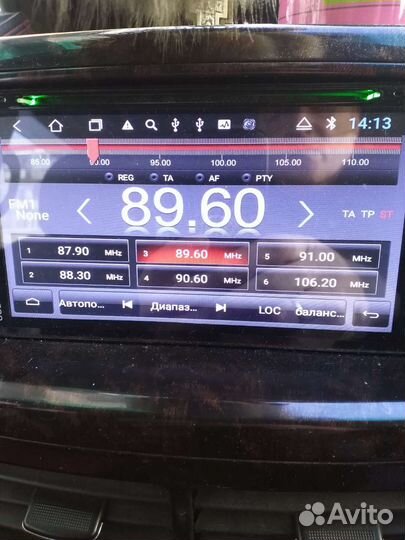 14:13
85.00 90.00 95.00 100.00 105.00 110.00
REG TA AF PTY
FM1
None
89.60
TA TP ST
1 87.90 MHz
3 89.60 MHz
5 91.00 MHz
2 88.30 MHz
4 90.60 MHz
6 106.20 MHz
Автопо... Диапаз... LOC баланс...
Avito